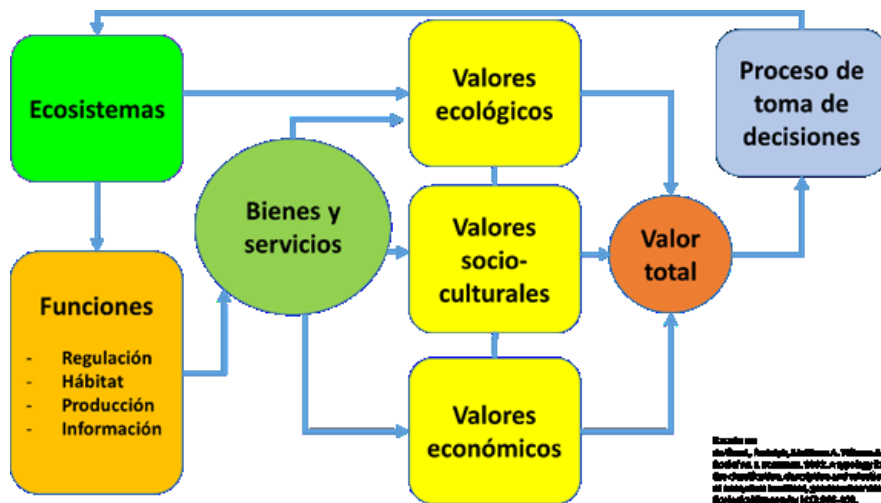 Ecosistemas
Funciones
- Regulación
- Hábitat
- Producción
- Información
Bienes y
servicios
Valores
ecológicos
Valores
socio-
culturales
Valores
económicos
Valor
total
Proceso de
toma de
decisiones